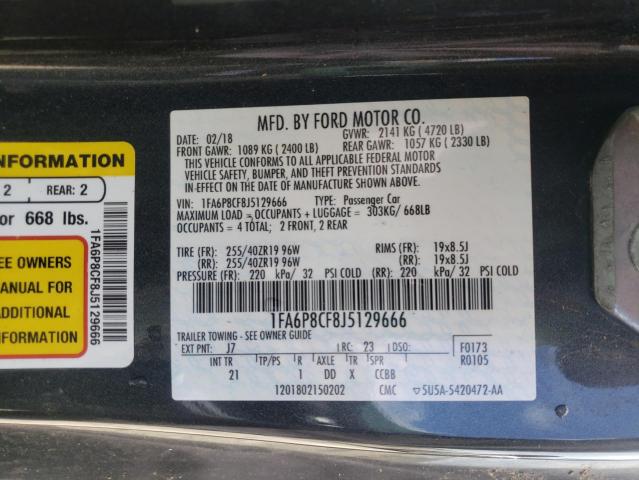 INFORMATION
2 REAR: 2
or 668 lbs.
EE OWNERS
MANUAL FOR
ADDITIONAL
INFORMATION
1FA6P8CF8J5129666
MFD. BY FORD MOTOR CO.
DATE: 02/18 GVWR: 2141 KG ( 4720 LB)
FRONT GAWR: 1089 KG ( 2400 LB) REAR GAWR: 1057 KG ( 2330 LB)
THIS VEHICLE CONFORMS TO ALL APPLICABLE FEDERAL MOTOR
VEHICLE SAFETY, BUMPER, AND THEFT PREVENTION STANDARDS
IN EFFECT ON THE DATE OF MANUFACTURE SHOWN ABOVE.
VIN: 1FA6P8CF8J5129666 TYPE: Passenger Car
MAXIMUM LOAD = OCCUPANTS + LUGGAGE = 303KG/ 668LB
OCCUPANTS = 4 TOTAL; 2 FRONT, 2 REAR
TIRE (FR): 255/40ZR19 96W RIMS (FR): 19x8.5J
(RR): 255/40ZR19 96W (RR): 19x8.5J
PRESSURE (FR): 220 kPa/ 32 PSI COLD (RR): 220 kPa/ 32 PSI COLD
1FA6P8CF8J5129666
TRAILER TOWING - SEE OWNER GUIDE
EXT PNT: J7 RC: 23 DSO: F0173
INT TR TP/PS R AXLE TR SPR R0105
21 1 DD X CCBB
1201802150202 CMC 5U5A-5420472-AA